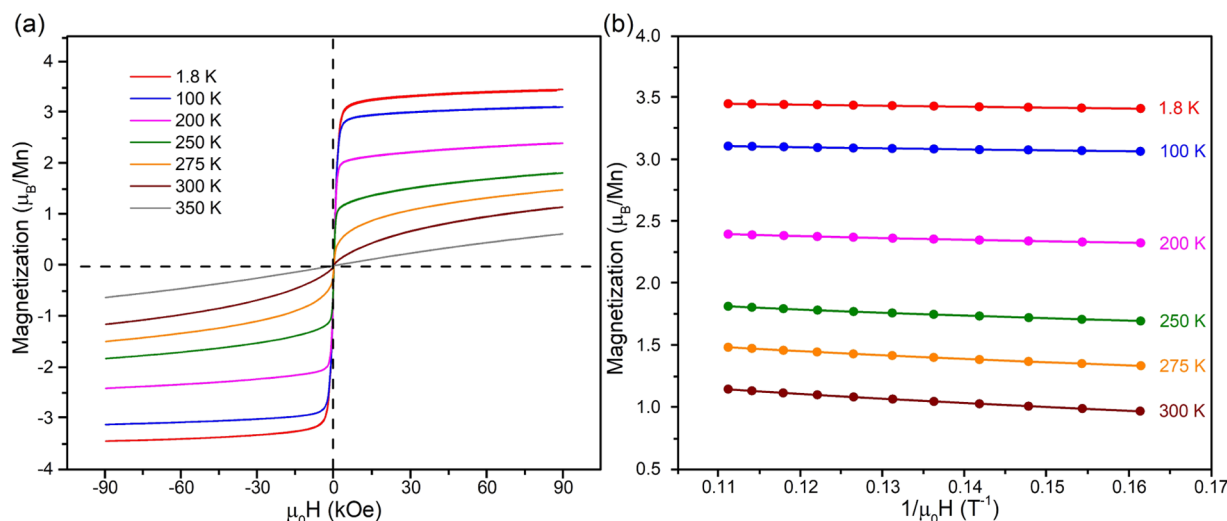 (a)
Magnetization (μB/Mn)
4
3
2
1
0
-1
-2
-3
-4
1.8 K
100 K
200 K
250 K
275 K
300 K
350 K
-90
-60
-30
0
30
60
90
μ0H (kOe)
(b)
Magnetization (μB/Mn)
4.0
3.5
3.0
2.5
2.0
1.5
1.0
0.5
1.8 K
100 K
200 K
250 K
275 K
300 K
0.11
0.12
0.13
0.14
0.15
0.16
0.17
1/μ0H (T⁻¹)